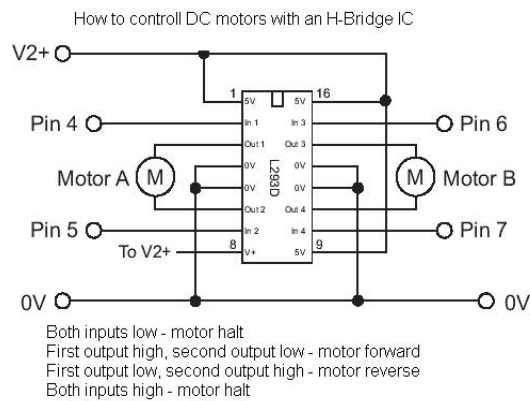 How to controll DC motors with an H-Bridge IC
V2+
1 16
5V 5V
Pin 4 In 1 In 3 Pin 6
Out 1 Out 3
Motor A M 0V L293D 0V M Motor B
0V 0V
Out 2 Out 4
Pin 5 In 2 In 4 Pin 7
To V2+ 8 V+ 5V 9
0V 0V
Both inputs low - motor halt
First output high, second output low - motor forward
First output low, second output high - motor reverse
Both inputs high - motor halt